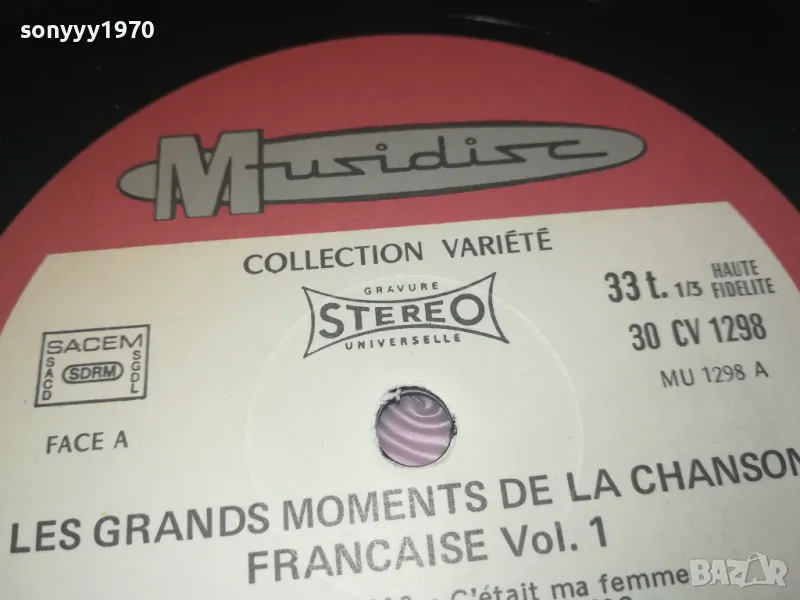 sonyyy1970
Musidisc
COLLECTION VARIÉTÉ
GRAVURE
STEREO
UNIVERSELLE
33 t. 1/3 HAUTE FIDELITE
30 CV 1298
MU 1298 A
SACEM
SACD
SDRM
SGDL
FACE A
LES GRANDS MOMENTS DE LA CHANSON
FRANCAISE Vol. 1
C'était ma femme
BAZAR